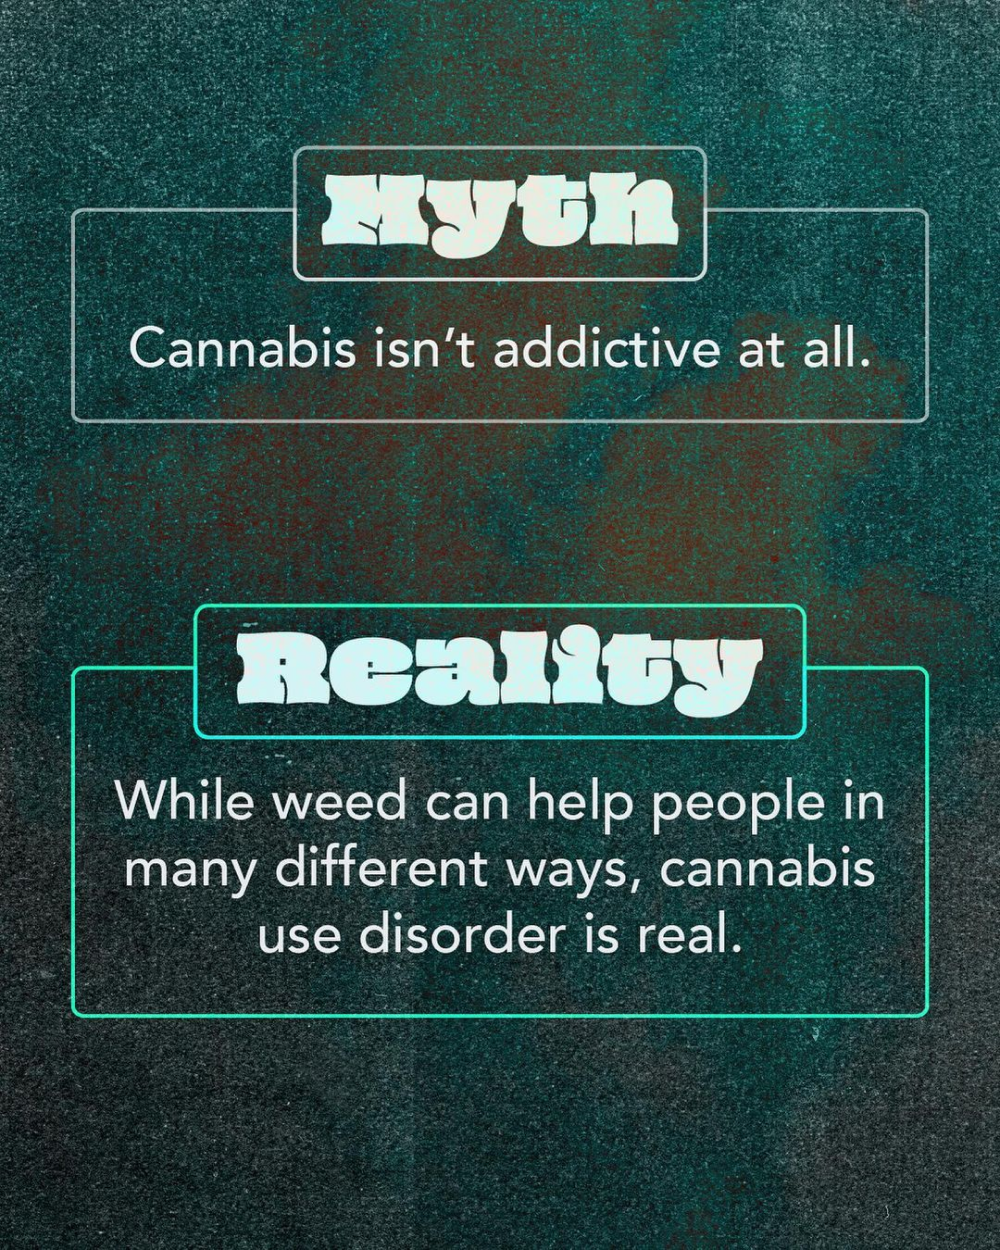 Myth
Cannabis isn’t addictive at all.
Reality
While weed can help people in
many different ways, cannabis
use disorder is real.